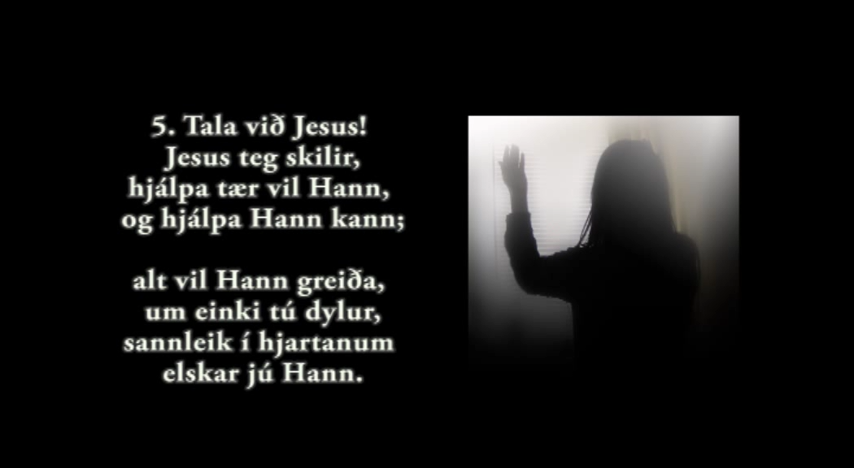 5. Tala við Jesus!
Jesus teg skilir,
hjálpa tær vil Hann,
og hjálpa Hann kann;
alt vil Hann greiða,
um einki tú dylur,
sannleik í hjartanum
elskar jú Hann.